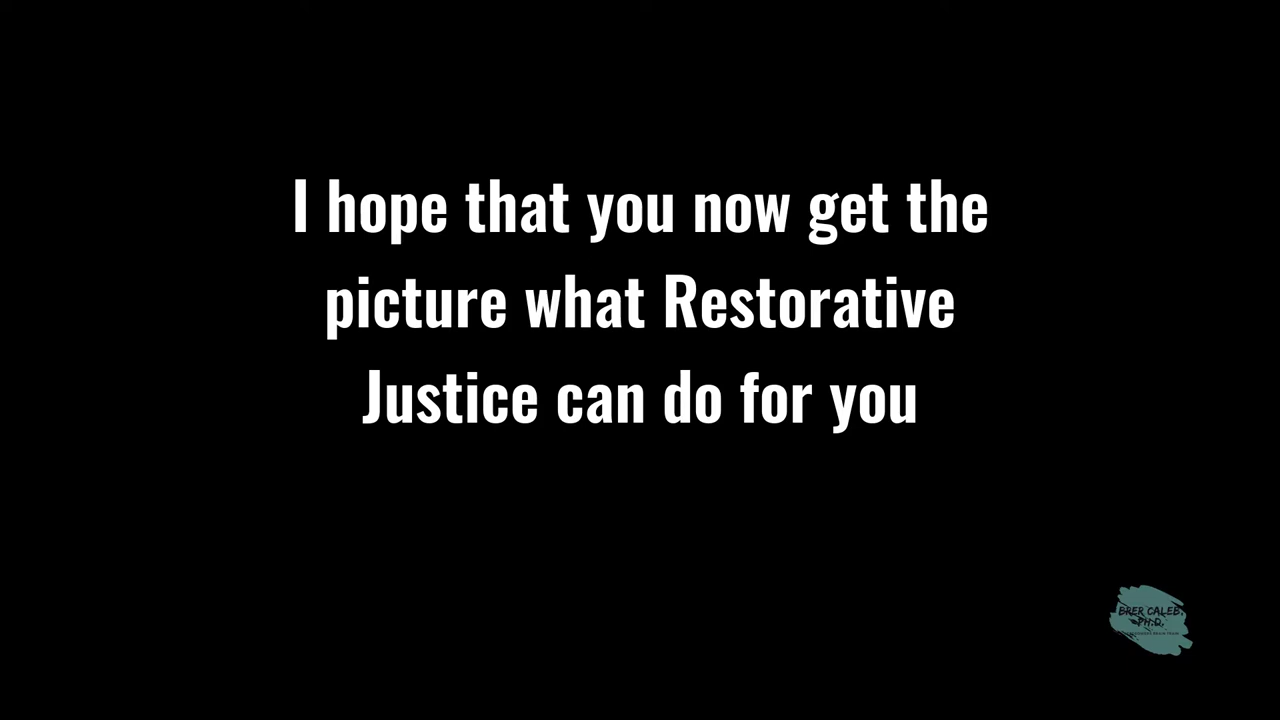 I hope that you now get the
picture what Restorative
Justice can do for you
BRER CALEB,
PH.D.